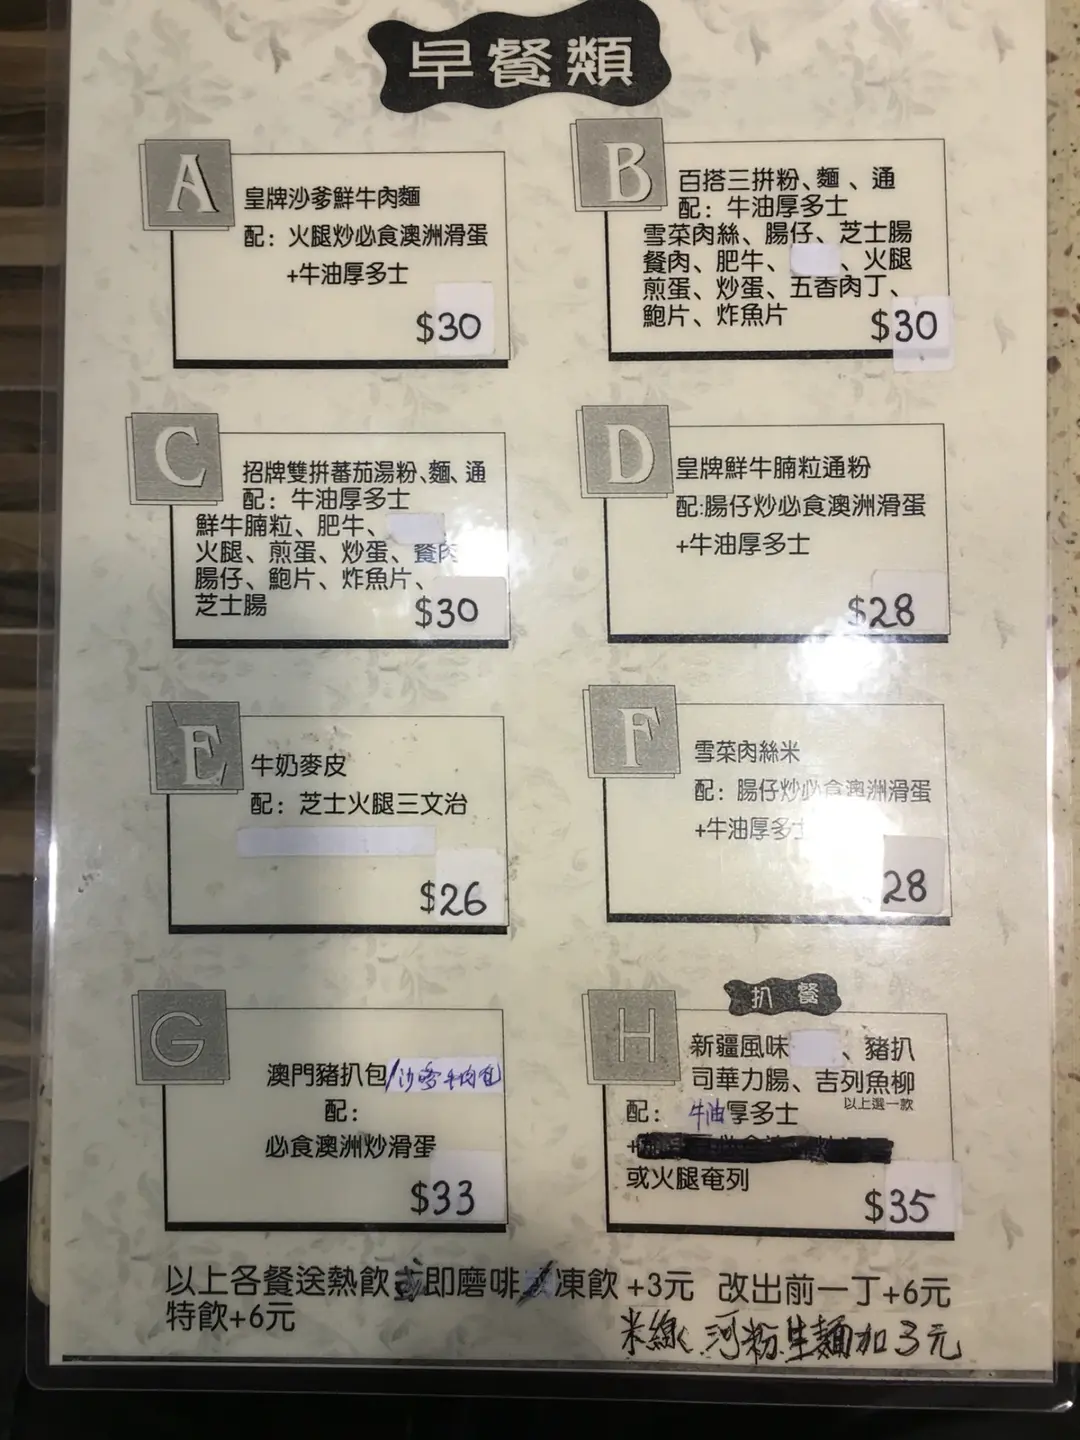 早餐類
A
皇牌沙爹鮮牛肉麵
配：火腿炒必食澳洲滑蛋
+牛油厚多士
$30
B
百搭三拼粉、麵、通
配：牛油厚多士
雪菜肉絲、腸仔、芝士腸
餐肉、肥牛、、火腿
煎蛋、炒蛋、五香肉丁、
鮑片、炸魚片
$30
C
招牌雙拼蕃茄湯粉、麵、通
配：牛油厚多士
鮮牛腩粒、肥牛、
火腿、煎蛋、炒蛋、餐肉
腸仔、鮑片、炸魚片、
芝士腸
$30
D
皇牌鮮牛腩粒通粉
配:腸仔炒必食澳洲滑蛋
+牛油厚多士
$28
E
牛奶麥皮
配：芝士火腿三文治
$26
F
雪菜肉絲米
配：腸仔炒必食澳洲滑蛋
+牛油厚多士
28
G
澳門豬扒包/沙嗲牛肉包
配：
必食澳洲炒滑蛋
$33
扒餐
H
新疆風味、豬扒
司華力腸、吉列魚柳
以上選一款
配：牛油厚多士
或火腿奄列
$35
以上各餐送熱飲或即磨啡 凍飲+3元 改出前一丁+6元
特飲+6元
米線、河粉、生麵加3元